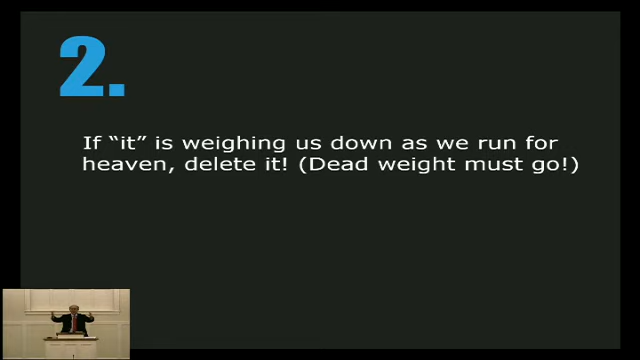 2.
If “it” is weighing us down as we run for
heaven, delete it! (Dead weight must go!)